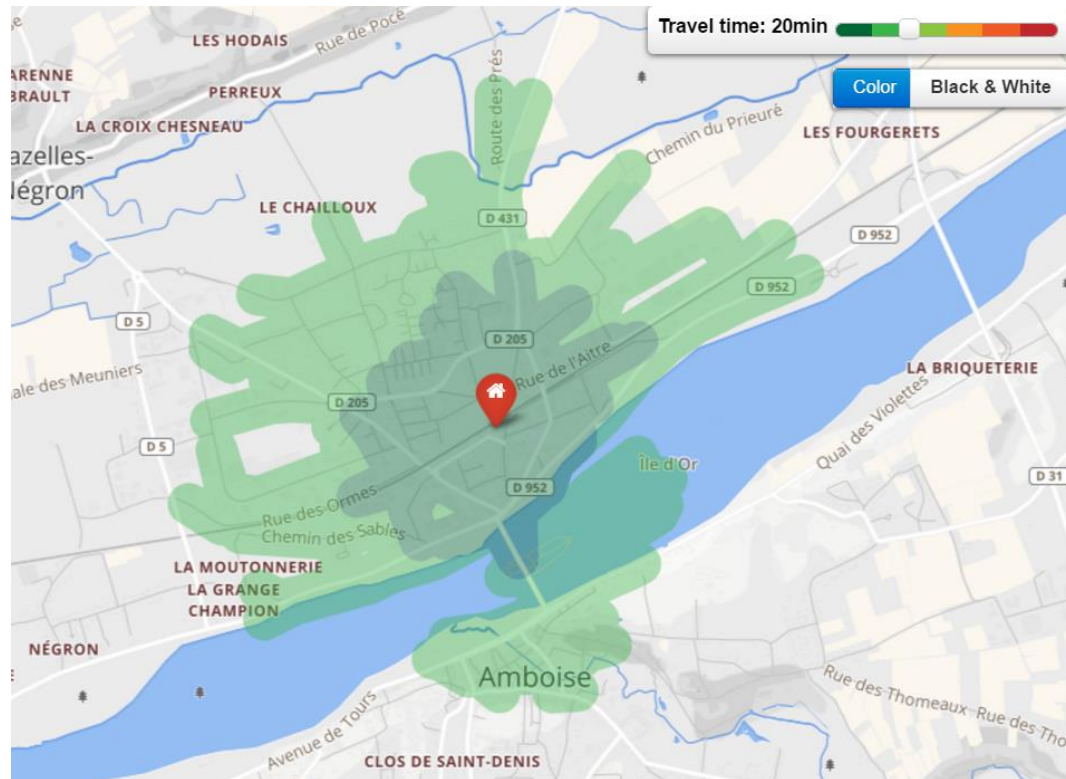 Travel time: 20min
Color
Black & White
LES HODAIS
Rue de Pocé
ARENNE
BRAULT
PERREUX
LA CROIX CHESNEAU
Route des Prés
Chemin du Prieuré
LES FOURGERETS
azelles-
Négron
LE CHAILLOUX
D 431
D 952
D 952
D 5
D 205
Rue de l'Aitre
ale des Meuniers
LA BRIQUETERIE
D 205
Quai des Violettes
D 5
Île d'Or
D 31
D 952
Rue des Ormes
Chemin des Sables
LA MOUTONNERIE
LA GRANGE
CHAMPION
NÉGRON
E
Amboise
Avenue de Tours
Rue des Thomeaux
Rue des Tho
CLOS DE SAINT-DENIS